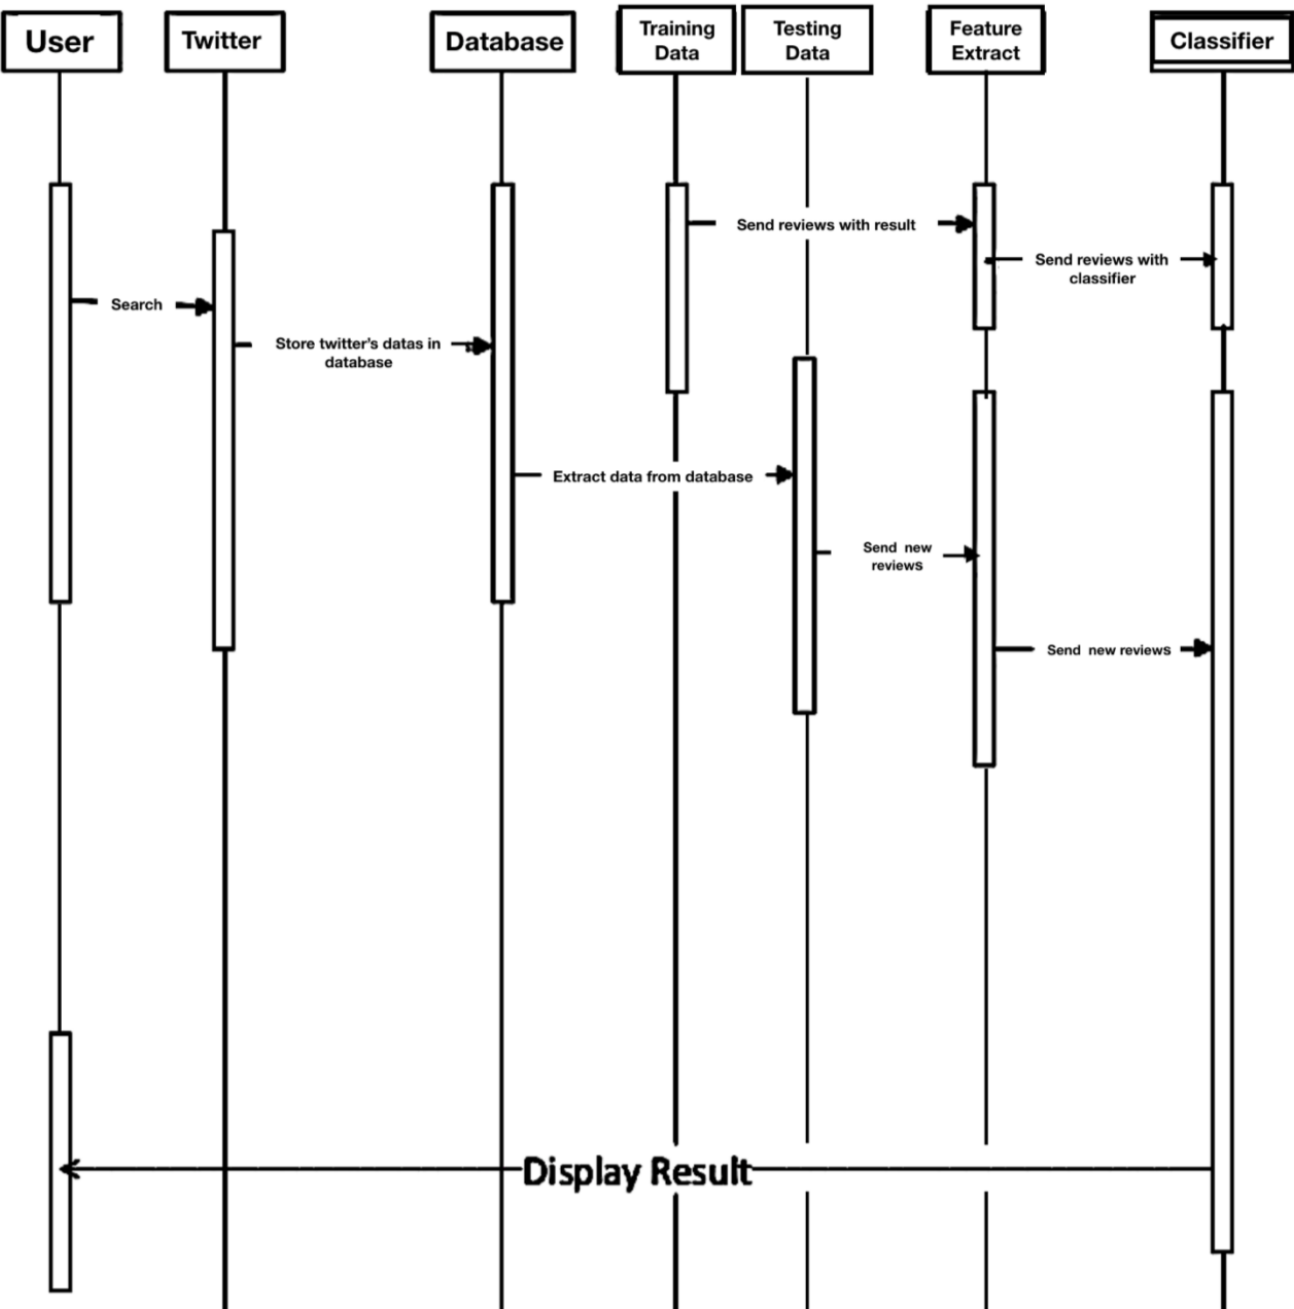 User
Twitter
Database
Training
Data
Testing
Data
Feature
Extract
Classifier
Send reviews with result
Send reviews with
classifier
Search
Store twitter's datas in
database
Extract data from database
Send new
reviews
Send new reviews
Display Result